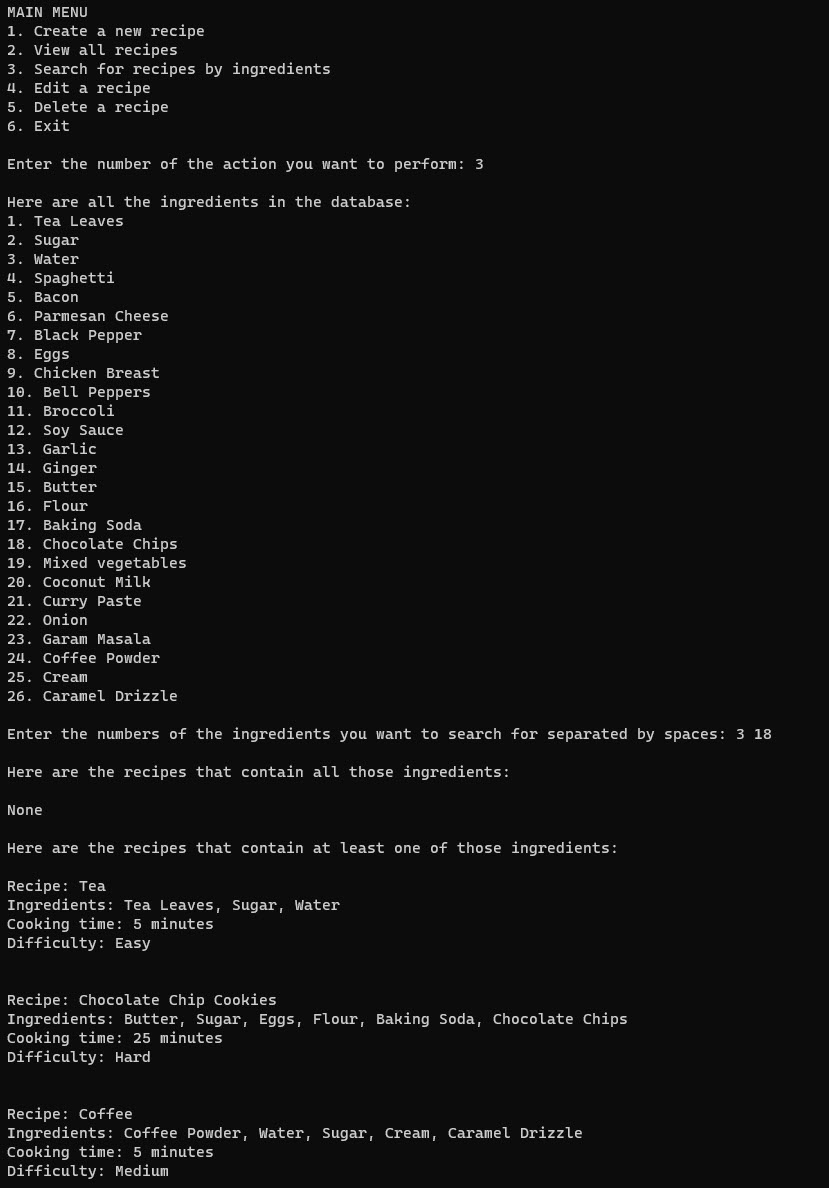 MAIN MENU
1. Create a new recipe
2. View all recipes
3. Search for recipes by ingredients
4. Edit a recipe
5. Delete a recipe
6. Exit
Enter the number of the action you want to perform: 3
Here are all the ingredients in the database:
1. Tea Leaves
2. Sugar
3. Water
4. Spaghetti
5. Bacon
6. Parmesan Cheese
7. Black Pepper
8. Eggs
9. Chicken Breast
10. Bell Peppers
11. Broccoli
12. Soy Sauce
13. Garlic
14. Ginger
15. Butter
16. Flour
17. Baking Soda
18. Chocolate Chips
19. Mixed vegetables
20. Coconut Milk
21. Curry Paste
22. Onion
23. Garam Masala
24. Coffee Powder
25. Cream
26. Caramel Drizzle
Enter the numbers of the ingredients you want to search for separated by spaces: 3 18
Here are the recipes that contain all those ingredients:
None
Here are the recipes that contain at least one of those ingredients:
Recipe: Tea
Ingredients: Tea Leaves, Sugar, Water
Cooking time: 5 minutes
Difficulty: Easy
Recipe: Chocolate Chip Cookies
Ingredients: Butter, Sugar, Eggs, Flour, Baking Soda, Chocolate Chips
Cooking time: 25 minutes
Difficulty: Hard
Recipe: Coffee
Ingredients: Coffee Powder, Water, Sugar, Cream, Caramel Drizzle
Cooking time: 5 minutes
Difficulty: Medium